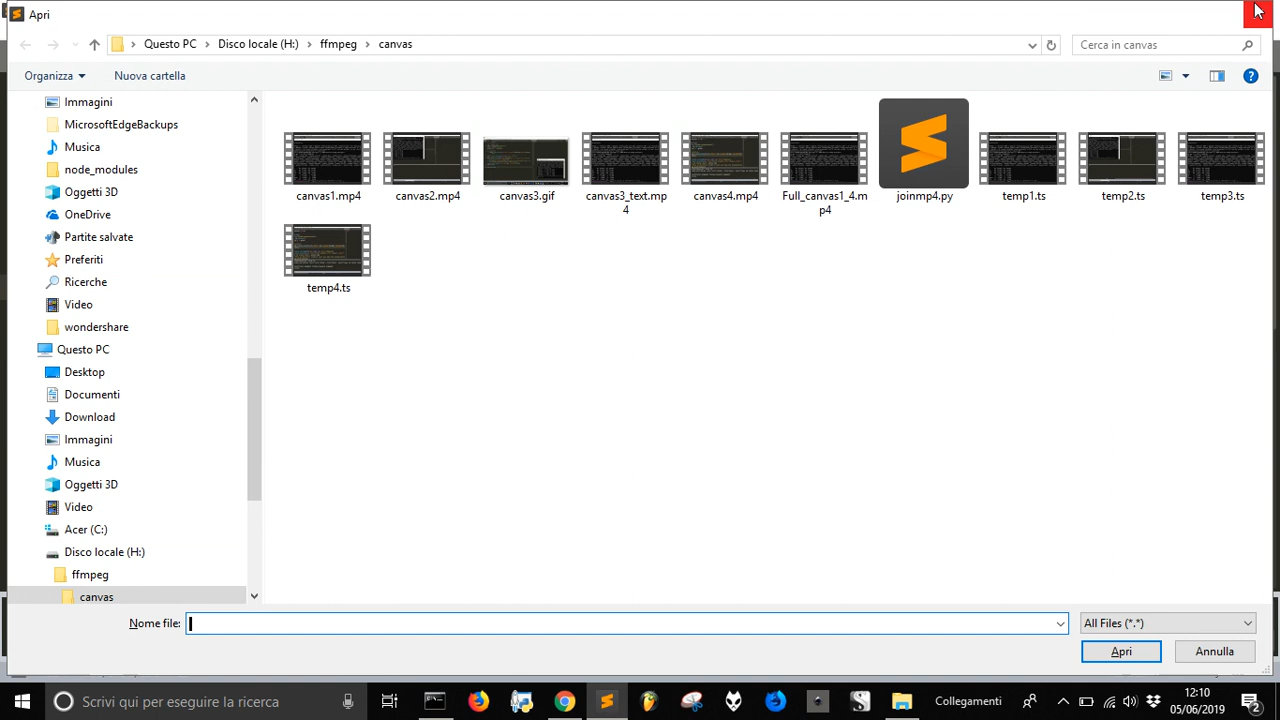 Apri
Questo PC > Disco locale (H:) > ffmpeg > canvas
Cerca in canvas
Organizza
Nuova cartella
Immagini
MicrosoftEdgeBackups
Musica
node_modules
Oggetti 3D
OneDrive
Partite salvate
Preferiti
Ricerche
Video
wondershare
Questo PC
Desktop
Documenti
Download
Immagini
Musica
Oggetti 3D
Video
Acer (C:)
Disco locale (H:)
ffmpeg
canvas
canvas1.mp4
canvas2.mp4
canvas3.gif
canvas3_text.mp
4
canvas4.mp4
Full_canvas1_4.m
p4
joinmp4.py
temp1.ts
temp2.ts
temp3.ts
temp4.ts
Nome file:
All Files (*.*)
Apri
Annulla
Scrivi qui per eseguire la ricerca
Collegamenti
12:10
05/06/2019
2